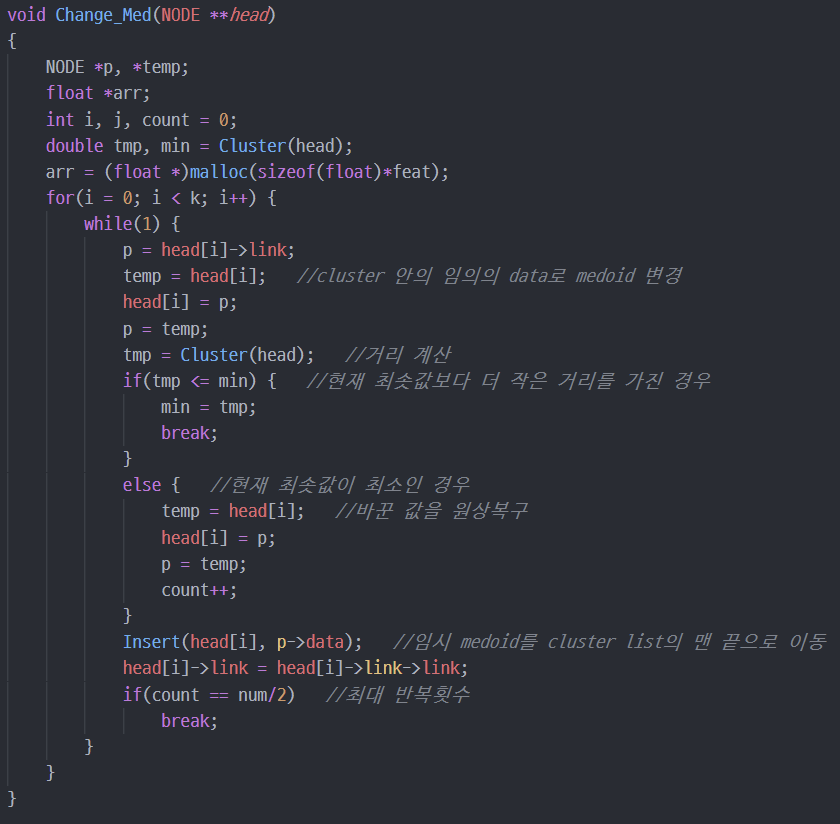 void Change_Med(NODE **head)
{
    NODE *p, *temp;
    float *arr;
    int i, j, count = 0;
    double tmp, min = Cluster(head);
    arr = (float *)malloc(sizeof(float)*feat);
    for(i = 0; i < k; i++) {
        while(1) {
            p = head[i]->link;
            temp = head[i];   //cluster 안의 임의의 data로 medoid 변경
            head[i] = p;
            p = temp;
            tmp = Cluster(head);   //거리 계산
            if(tmp <= min) {   //현재 최솟값보다 더 작은 거리를 가진 경우
                min = tmp;
                break;
            }
            else {   //현재 최솟값이 최소인 경우
                temp = head[i];   //바꾼 값을 원상복구
                head[i] = p;
                p = temp;
                count++;
            }
            Insert(head[i], p->data);   //임시 medoid를 cluster list의 맨 끝으로 이동
            head[i]->link = head[i]->link->link;
            if(count == num/2)   //최대 반복횟수
                break;
        }
    }
}